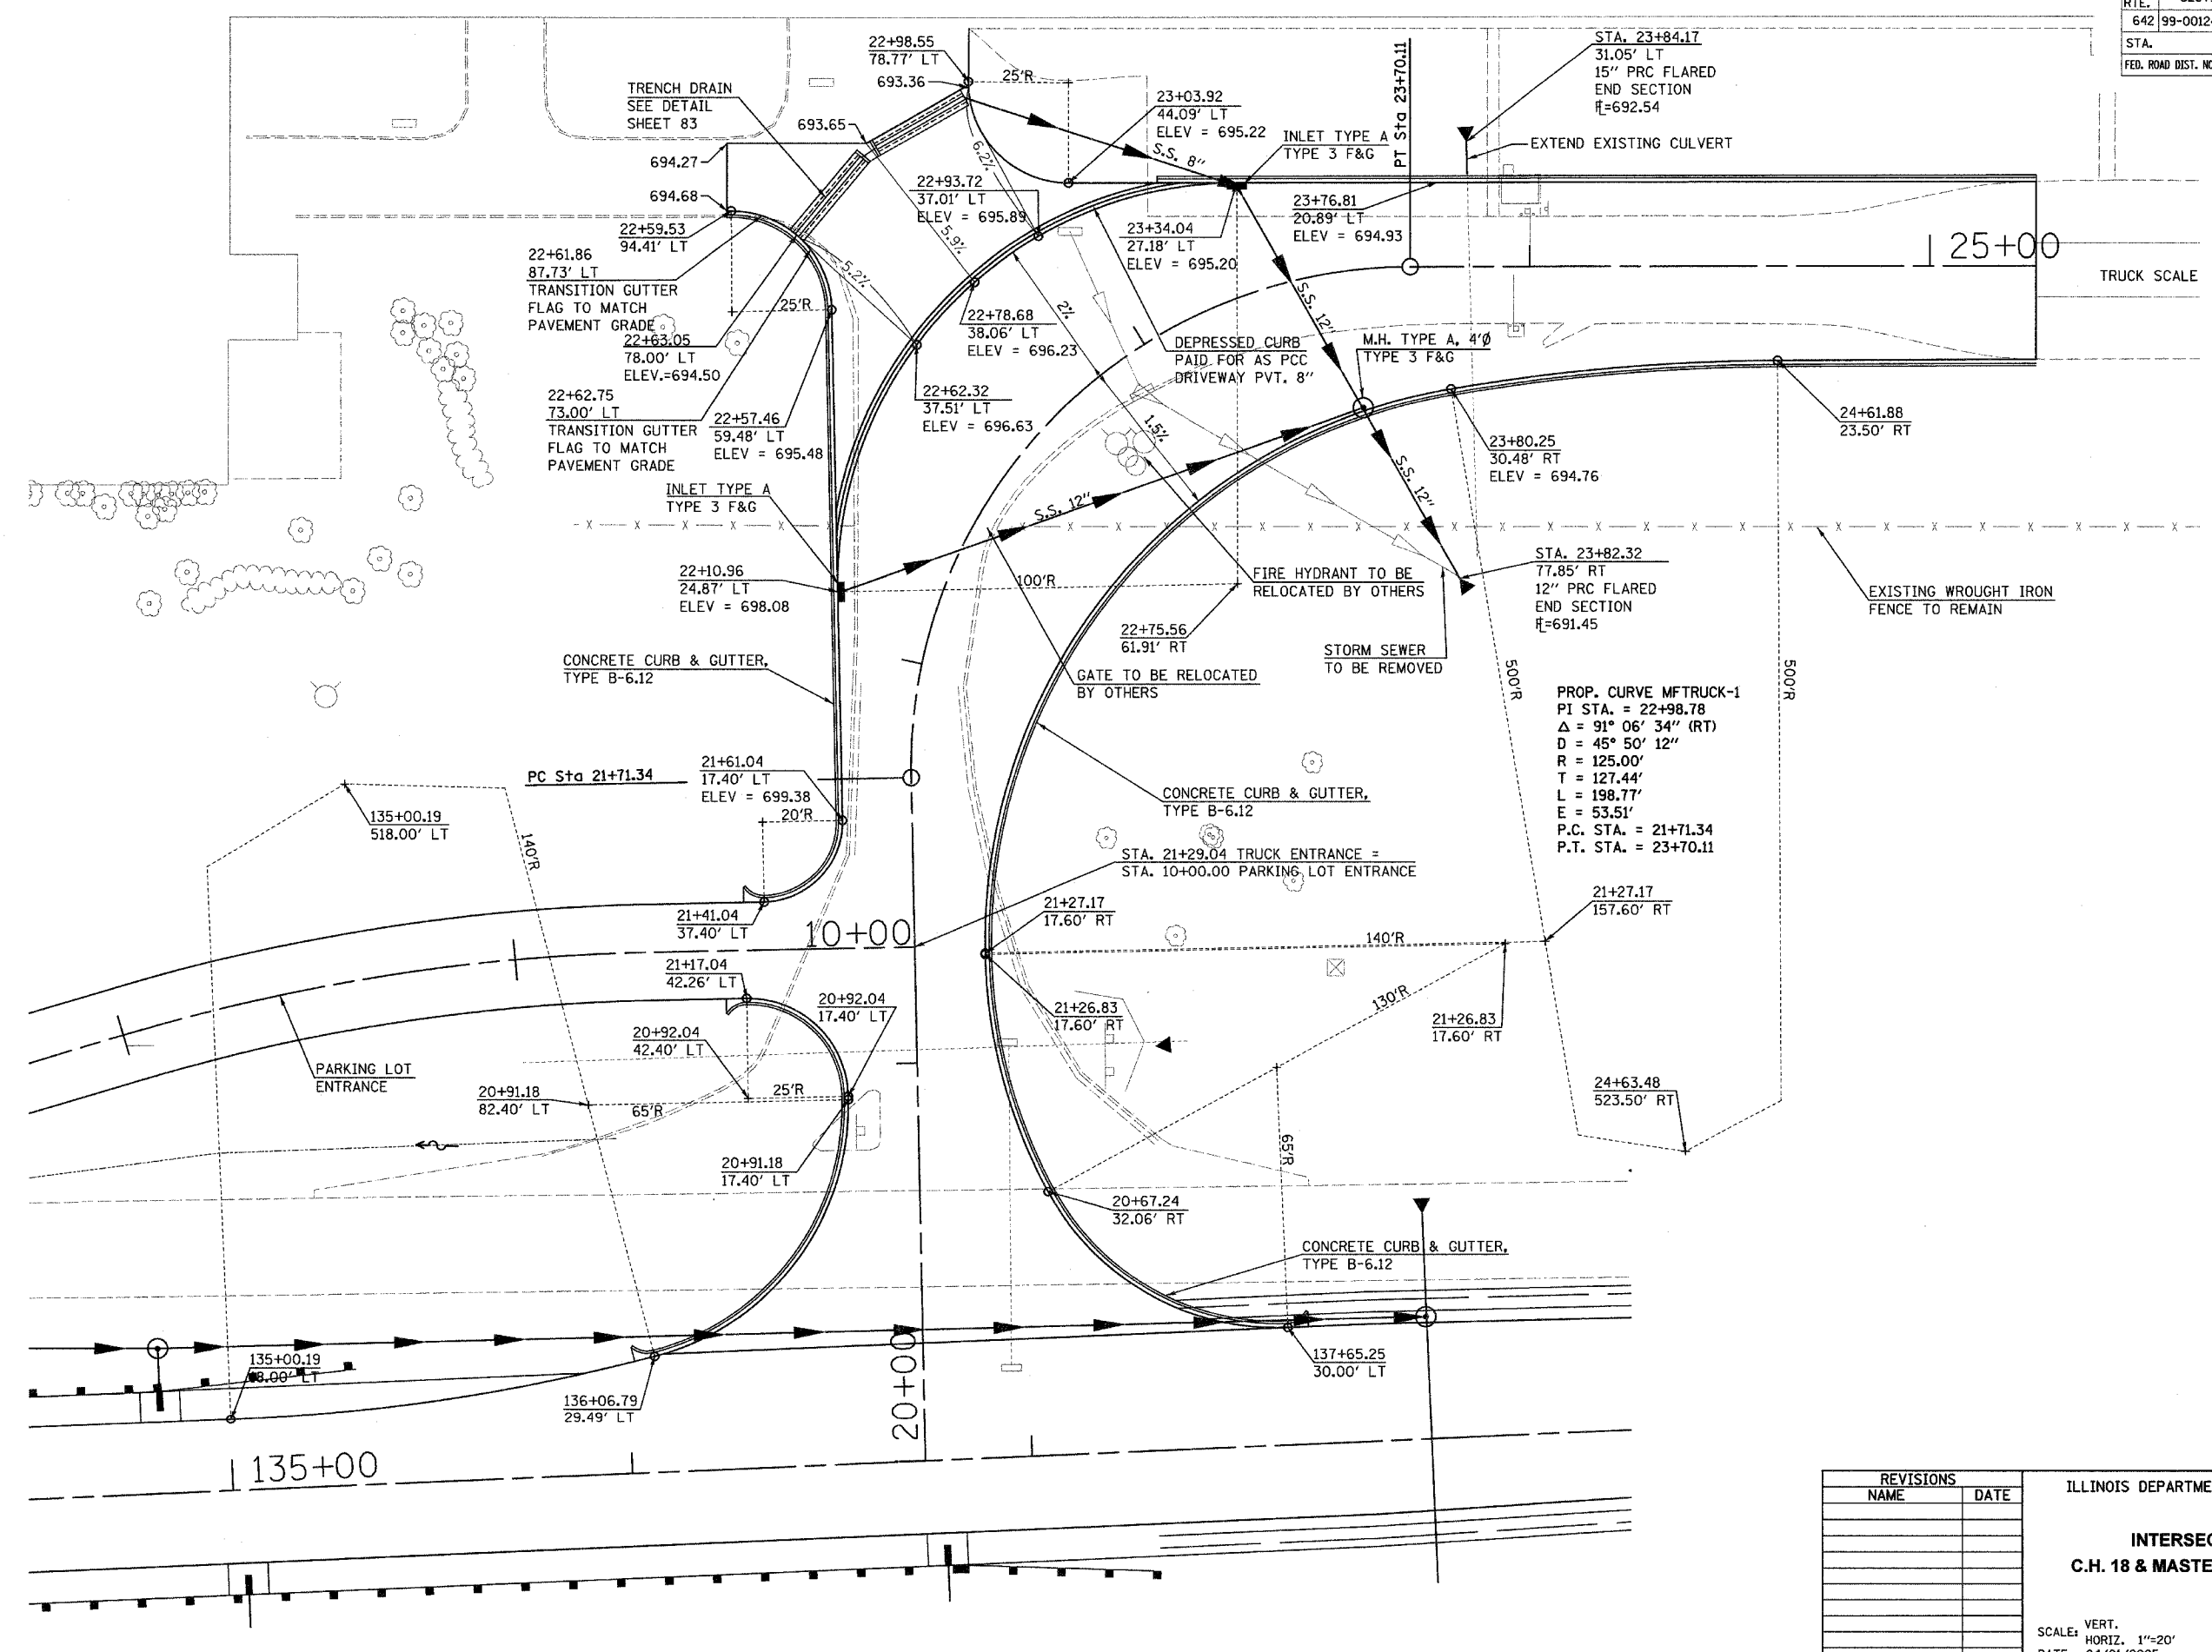 RTE.
642 99-0012
STA.
FED. ROAD DIST. NO
22+98.55
78.77' LT
693.36
25'R
TRENCH DRAIN
SEE DETAIL
SHEET 83
693.65
694.27
694.68
22+59.53
94.41' LT
22+61.86
87.73' LT
TRANSITION GUTTER
FLAG TO MATCH
PAVEMENT GRADE
22+63.05
78.00' LT
ELEV.=694.50
22+62.75
73.00' LT
TRANSITION GUTTER
FLAG TO MATCH
PAVEMENT GRADE
22+57.46
59.48' LT
ELEV = 695.48
25'R
5.2%
5.9%
6.2%
23+03.92
44.09' LT
ELEV = 695.22
S.S. 8"
INLET TYPE A
TYPE 3 F&G
PT Sta 23+70.11
STA. 23+84.17
31.05' LT
15" PRC FLARED
END SECTION
FL=692.54
EXTEND EXISTING CULVERT
22+93.72
37.01' LT
ELEV = 695.89
23+34.04
27.18' LT
ELEV = 695.20
23+76.81
20.89' LT
ELEV = 694.93
25+00
TRUCK SCALE
22+78.68
38.06' LT
ELEV = 696.23
22+62.32
37.51' LT
ELEV = 696.63
2%
DEPRESSED CURB
PAID FOR AS PCC
DRIVEWAY PVT. 8"
S.S. 12"
M.H. TYPE A, 4'Ø
TYPE 3 F&G
1.5%
24+61.88
23.50' RT
23+80.25
30.48' RT
ELEV = 694.76
S.S. 12"
INLET TYPE A
TYPE 3 F&G
S.S. 12"
22+10.96
24.87' LT
ELEV = 698.08
100'R
FIRE HYDRANT TO BE
RELOCATED BY OTHERS
STA. 23+82.32
77.85' RT
12" PRC FLARED
END SECTION
FL=691.45
EXISTING WROUGHT IRON
FENCE TO REMAIN
22+75.56
61.91' RT
STORM SEWER
TO BE REMOVED
CONCRETE CURB & GUTTER,
TYPE B-6.12
GATE TO BE RELOCATED
BY OTHERS
500'R
500'R
PROP. CURVE MFTRUCK-1
PI STA. = 22+98.78
Δ = 91° 06' 34" (RT)
D = 45° 50' 12"
R = 125.00'
T = 127.44'
L = 198.77'
E = 53.51'
P.C. STA. = 21+71.34
P.T. STA. = 23+70.11
PC Sta 21+71.34
21+61.04
17.40' LT
ELEV = 699.38
20'R
135+00.19
518.00' LT
140'R
CONCRETE CURB & GUTTER,
TYPE B-6.12
STA. 21+29.04 TRUCK ENTRANCE =
STA. 10+00.00 PARKING LOT ENTRANCE
21+41.04
37.40' LT
10+00
21+27.17
17.60' RT
21+27.17
157.60' RT
140'R
21+17.04
42.26' LT
20+92.04
17.40' LT
20+92.04
42.40' LT
21+26.83
17.60' RT
130'R
21+26.83
17.60' RT
PARKING LOT
ENTRANCE
20+91.18
82.40' LT
65'R
25'R
24+63.48
523.50' RT
20+91.18
17.40' LT
65'R
20+67.24
32.06' RT
CONCRETE CURB & GUTTER,
TYPE B-6.12
135+00.19
8.00' LT
20+00
137+65.25
30.00' LT
136+06.79
29.49' LT
135+00
REVISIONS
NAME DATE
ILLINOIS DEPARTME
INTERSEC
C.H. 18 & MASTE
SCALE: VERT.
HORIZ. 1"=20'